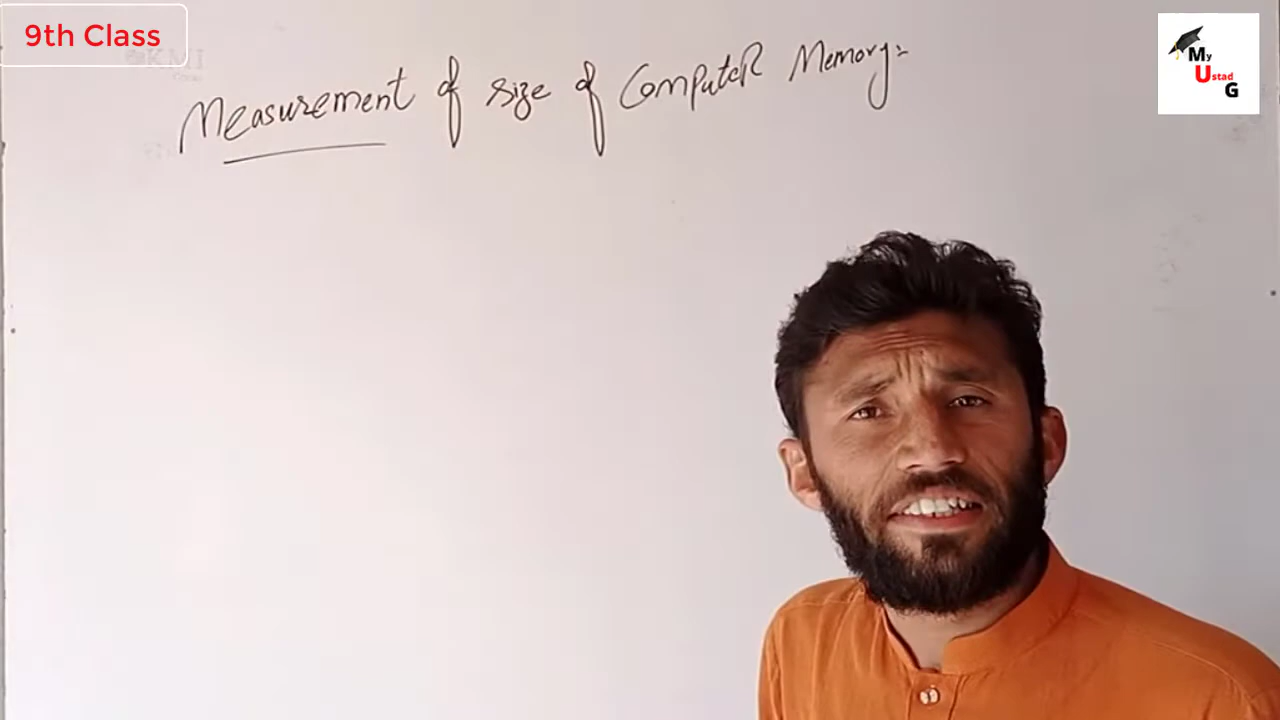 9th Class
Measurement of size of Computer Memory:-
My
Ustad
G